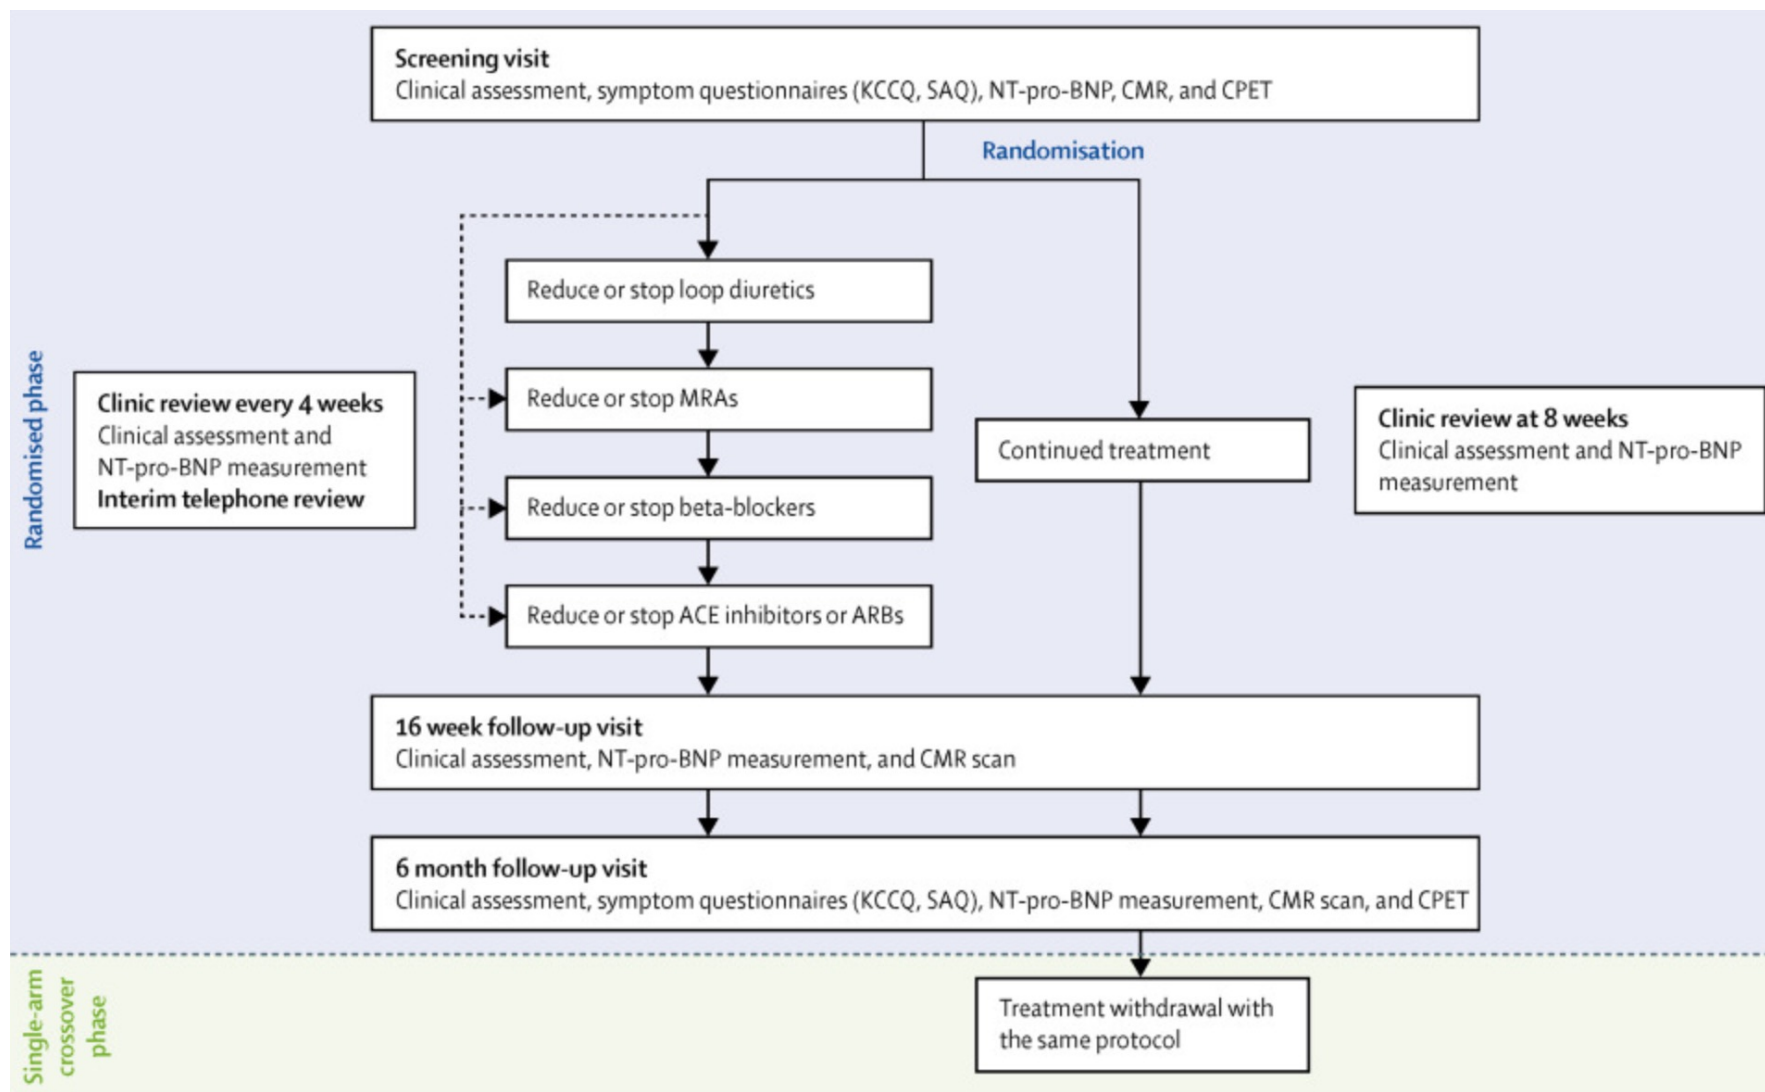 Screening visit
Clinical assessment, symptom questionnaires (KCCQ, SAQ), NT-pro-BNP, CMR, and CPET
Randomisation
Randomised phase
Clinic review every 4 weeks
Clinical assessment and
NT-pro-BNP measurement
Interim telephone review
Reduce or stop loop diuretics
Reduce or stop MRAs
Reduce or stop beta-blockers
Reduce or stop ACE inhibitors or ARBs
Continued treatment
Clinic review at 8 weeks
Clinical assessment and NT-pro-BNP
measurement
16 week follow-up visit
Clinical assessment, NT-pro-BNP measurement, and CMR scan
6 month follow-up visit
Clinical assessment, symptom questionnaires (KCCQ, SAQ), NT-pro-BNP measurement, CMR scan, and CPET
Single-arm
crossover
phase
Treatment withdrawal with
the same protocol